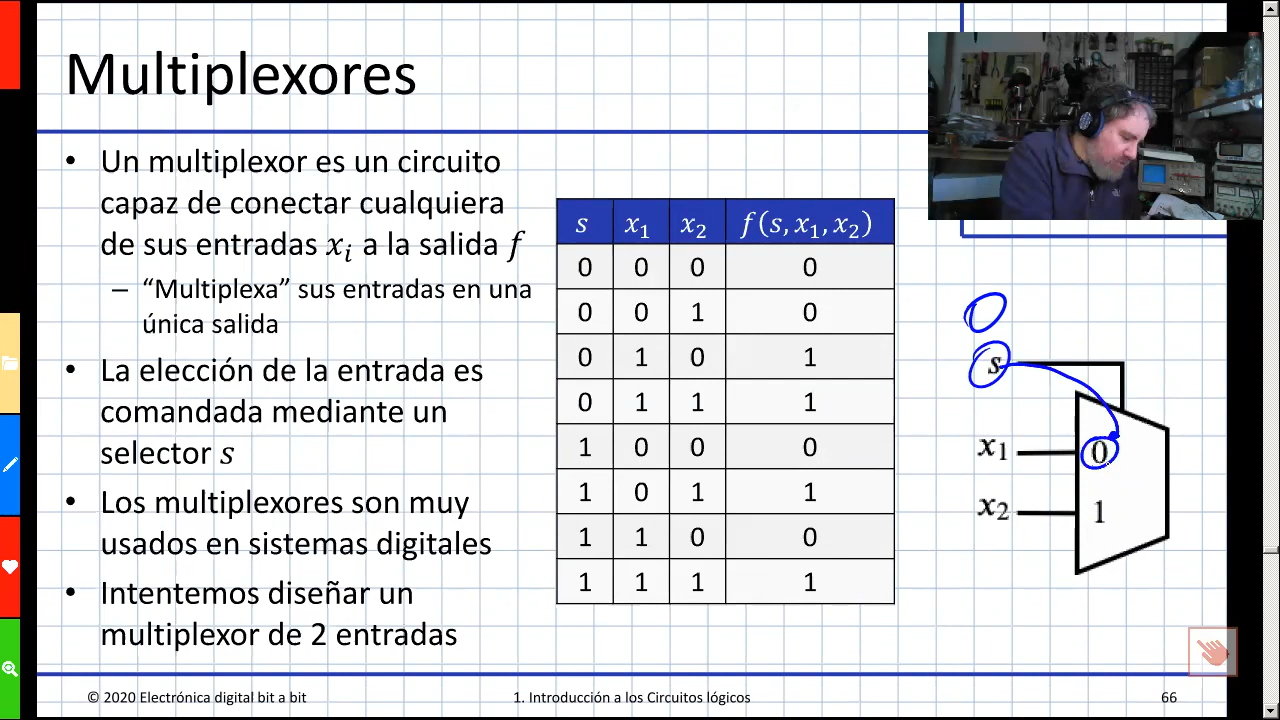 Multiplexores
• Un multiplexor es un circuito
capaz de conectar cualquiera
de sus entradas xᵢ a la salida f
– “Multiplexa” sus entradas en una
única salida
• La elección de la entrada es
comandada mediante un
selector s
• Los multiplexores son muy
usados en sistemas digitales
• Intentemos diseñar un
multiplexor de 2 entradas
s x₁ x₂ f(s, x₁, x₂)
0 0 0 0
0 0 1 0
0 1 0 1
0 1 1 1
1 0 0 0
1 0 1 1
1 1 0 0
1 1 1 1
0
s
x₁ 0
x₂ 1
© 2020 Electrónica digital bit a bit
1. Introducción a los Circuitos lógicos
66